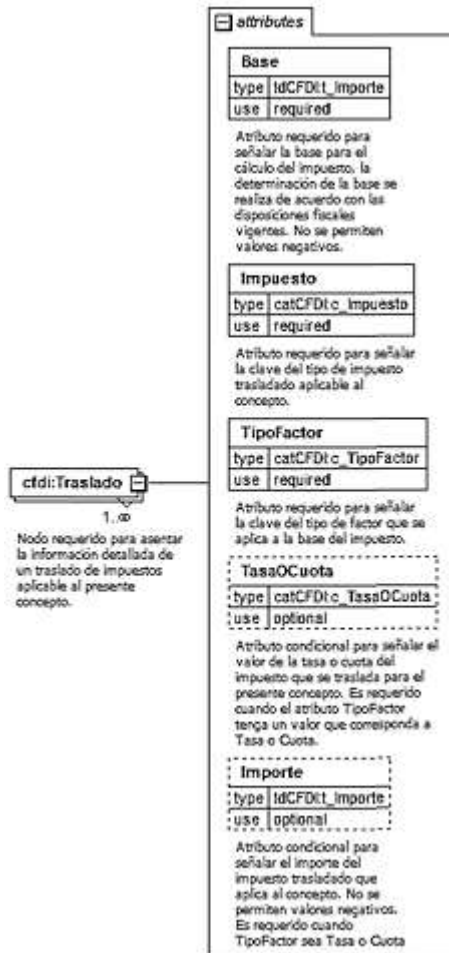 attributes
Base
type tdCFDI:t_Importe
use required
Atributo requerido para
señalar la base para el
cálculo del impuesto, la
determinación de la base se
realiza de acuerdo con las
disposiciones fiscales
vigentes. No se permiten
valores negativos.
Impuesto
type catCFDI:c_Impuesto
use required
Atributo requerido para señalar
la clave del tipo de impuesto
trasladado aplicable al
concepto.
TipoFactor
type catCFDI:c_TipoFactor
use required
Atributo requerido para señalar
la clave del tipo de factor que se
aplica a la base del impuesto.
cfdi:Traslado
1..∞
Nodo requerido para asentar
la información detallada de
un traslado de impuestos
aplicable al presente
concepto.
TasaOCuota
type catCFDI:c_TasaOCuota
use optional
Atributo condicional para señalar el
valor de la tasa o cuota del
impuesto que se traslada para el
presente concepto. Es requerido
cuando el atributo TipoFactor
tenga un valor que corresponda a
Tasa o Cuota.
Importe
type tdCFDI:t_Importe
use optional
Atributo condicional para
señalar el importe del
impuesto trasladado que
aplica al concepto. No se
permiten valores negativos.
Es requerido cuando
TipoFactor sea Tasa o Cuota